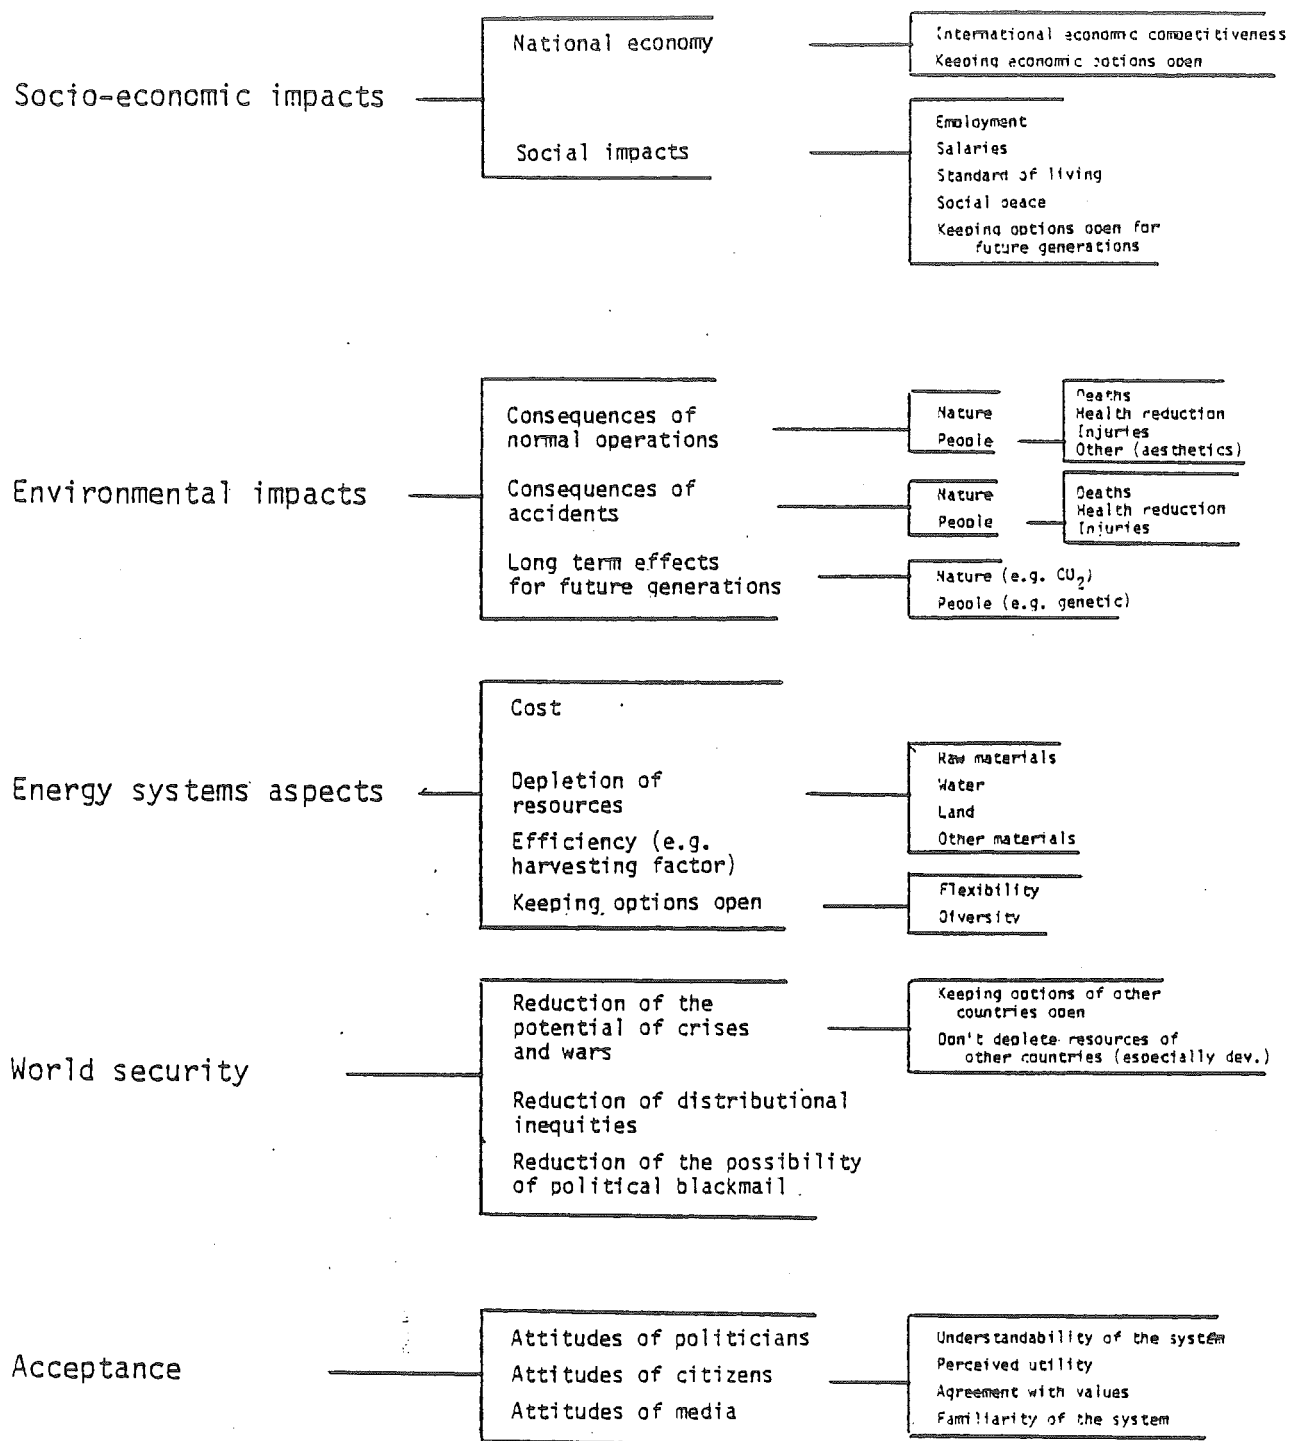 Socio-economic impacts
National economy
International economic competitiveness
Keeping economic options open
Social impacts
Employment
Salaries
Standard of living
Social peace
Keeping options open for
future generations
Environmental impacts
Consequences of
normal operations
Nature
People
Deaths
Health reduction
Injuries
Other (aesthetics)
Consequences of
accidents
Nature
People
Deaths
Health reduction
Injuries
Long term effects
for future generations
Nature (e.g. CO₂)
People (e.g. genetic)
Energy systems aspects
Cost
Depletion of
resources
Raw materials
Water
Land
Other materials
Efficiency (e.g.
harvesting factor)
Keeping options open
Flexibility
Diversity
World security
Reduction of the
potential of crises
and wars
Keeping options of other
countries open
Don't deplete resources of
other countries (especially dev.)
Reduction of distributional
inequities
Reduction of the possibility
of political blackmail
Acceptance
Attitudes of politicians
Attitudes of citizens
Attitudes of media
Understandability of the system
Perceived utility
Agreement with values
Familiarity of the system